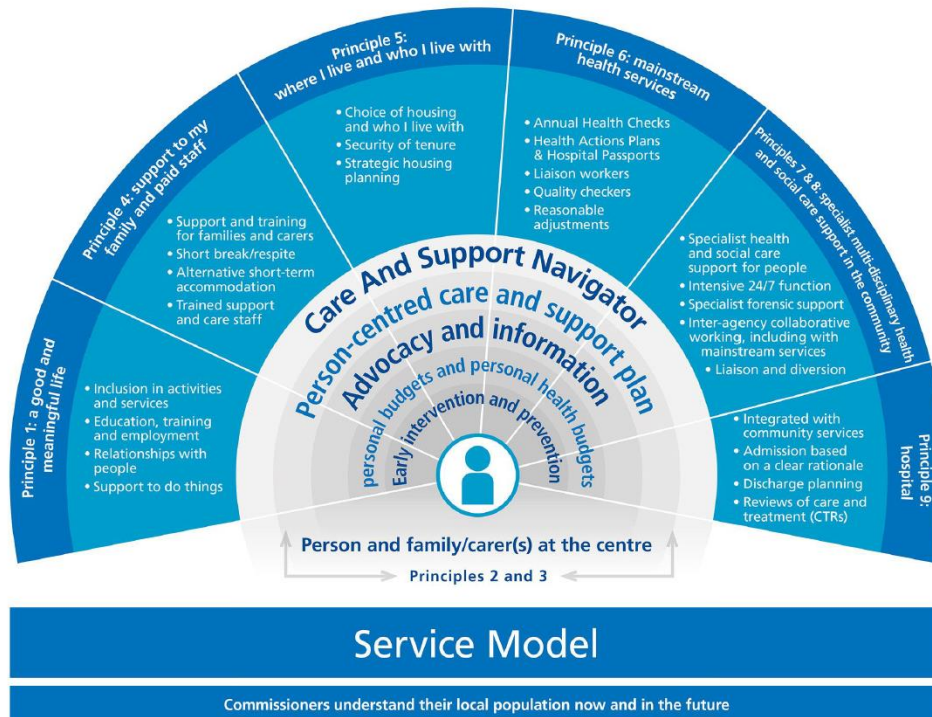 Principle 1: a good and
meaningful life
• Inclusion in activities
and services
• Education, training
and employment
• Relationships with
people
• Support to do things
Principle 4: support to my
family and paid staff
• Support and training
for families and carers
• Short break/respite
• Alternative short-term
accommodation
• Trained support
and care staff
Principle 5:
where I live and who I live with
• Choice of housing
and who I live with
• Security of tenure
• Strategic housing
planning
Principle 6: mainstream
health services
• Annual Health Checks
• Health Actions Plans
& Hospital Passports
• Liaison workers
• Quality checkers
• Reasonable
adjustments
Principles 7 & 8: specialist multi-disciplinary health
and social care support in the community
• Specialist health
and social care
support for people
• Intensive 24/7 function
• Specialist forensic support
• Inter-agency collaborative
working, including with
mainstream services
• Liaison and diversion
Principle 9:
hospital
• Integrated with
community services
• Admission based
on a clear rationale
• Discharge planning
• Reviews of care and
treatment (CTRs)
Care And Support Navigator
Person-centred care and support plan
Advocacy and information
personal budgets and personal health budgets
Early intervention and prevention
Person and family/carer(s) at the centre
Principles 2 and 3
Service Model
Commissioners understand their local population now and in the future